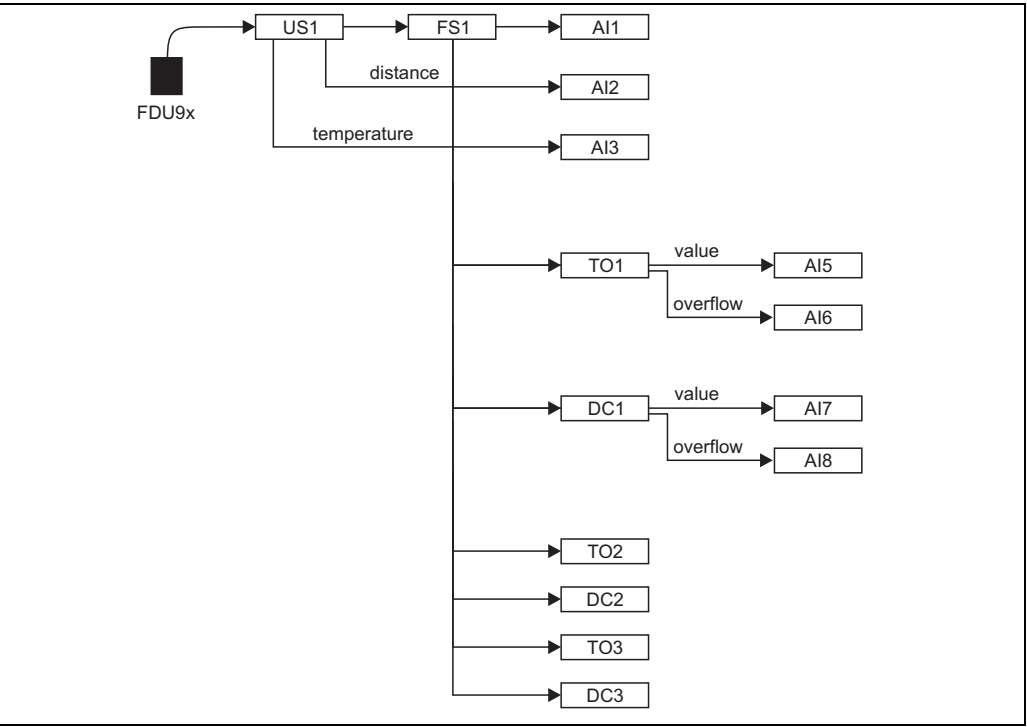 US1 FS1 AI1
distance
AI2
FDU9x
temperature
AI3
value
TO1 AI5
overflow
AI6
value
DC1 AI7
overflow
AI8
TO2
DC2
TO3
DC3